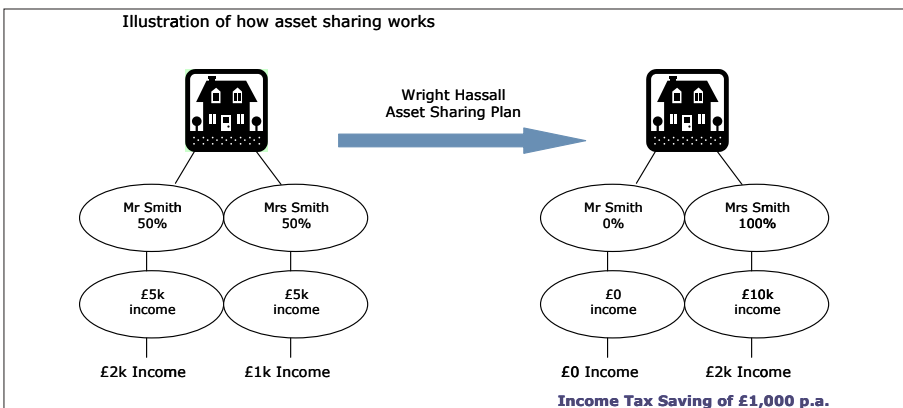 Illustration of how asset sharing works
Wright Hassall
Asset Sharing Plan
Mr Smith
50%
Mrs Smith
50%
Mr Smith
0%
Mrs Smith
100%
£5k
income
£5k
income
£0
income
£10k
income
£2k Income
£1k Income
£0 Income
£2k Income
Income Tax Saving of £1,000 p.a.